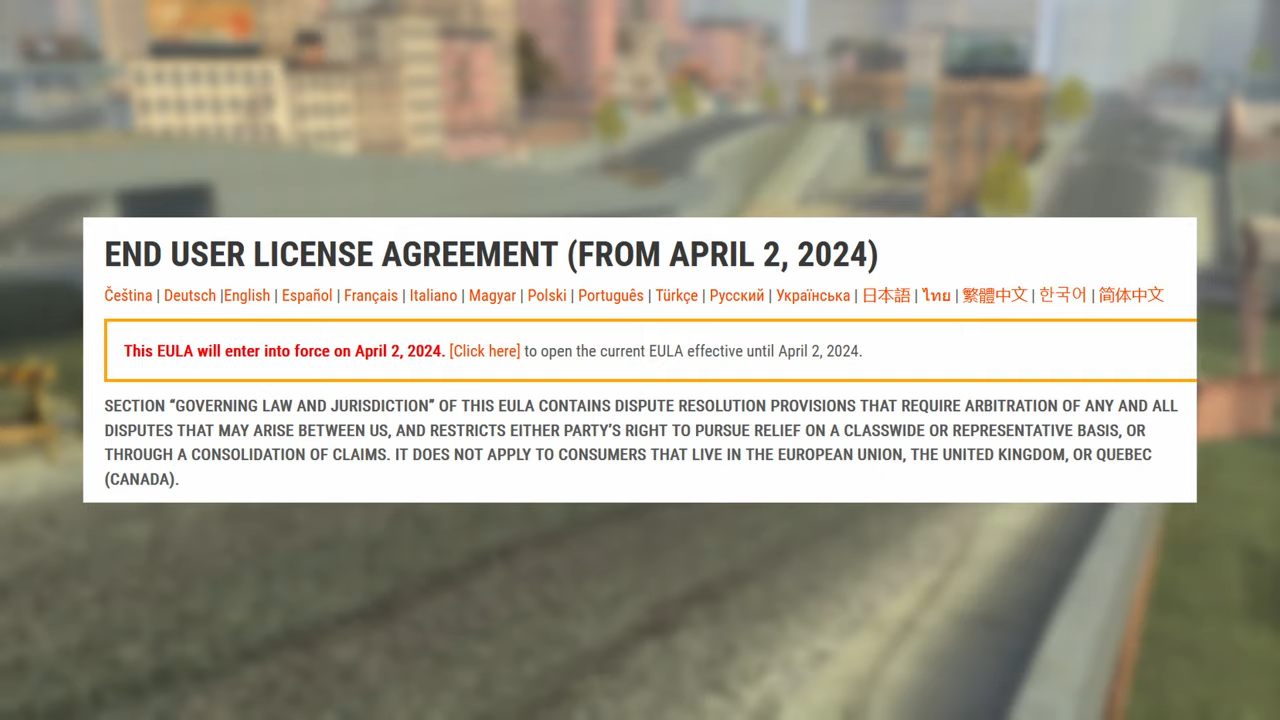 END USER LICENSE AGREEMENT (FROM APRIL 2, 2024)
Čeština | Deutsch |English | Español | Français | Italiano | Magyar | Polski | Português | Türkçe | Русский | Українська | 日本語 | ไทย | 繁體中文 | 한국어 | 简体中文
This EULA will enter into force on April 2, 2024. [Click here] to open the current EULA effective until April 2, 2024.
SECTION “GOVERNING LAW AND JURISDICTION” OF THIS EULA CONTAINS DISPUTE RESOLUTION PROVISIONS THAT REQUIRE ARBITRATION OF ANY AND ALL
DISPUTES THAT MAY ARISE BETWEEN US, AND RESTRICTS EITHER PARTY’S RIGHT TO PURSUE RELIEF ON A CLASSWIDE OR REPRESENTATIVE BASIS, OR
THROUGH A CONSOLIDATION OF CLAIMS. IT DOES NOT APPLY TO CONSUMERS THAT LIVE IN THE EUROPEAN UNION, THE UNITED KINGDOM, OR QUEBEC
(CANADA).